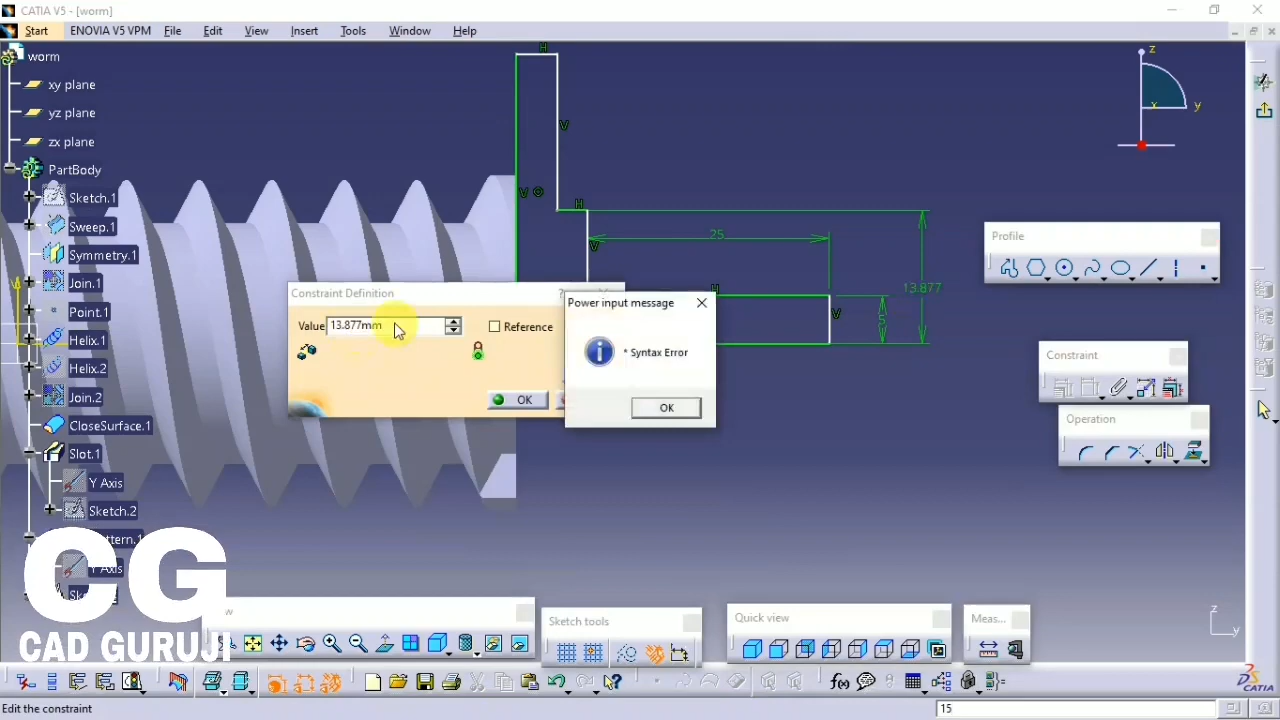 CATIA V5 - [worm]
Start ENOVIA V5 VPM File Edit View Insert Tools Window Help
worm
xy plane
yz plane
zx plane
PartBody
Sketch.1
Sweep.1
Symmetry.1
Join.1
Point.1
Helix.1
Helix.2
Join.2
CloseSurface.1
Slot.1
Y Axis
Sketch.2
Y Axis
H
V
V
H
V
25
13.877
H
V
5
z
x y
Profile
Constraint
Operation
Constraint Definition ?
Value 13.877mm
Reference
OK
Power input message
* Syntax Error
OK
CG
CAD GURUJI
Sketch tools
Quick view
Meas...
z
y
f(x)
CATIA
Edit the constraint
15